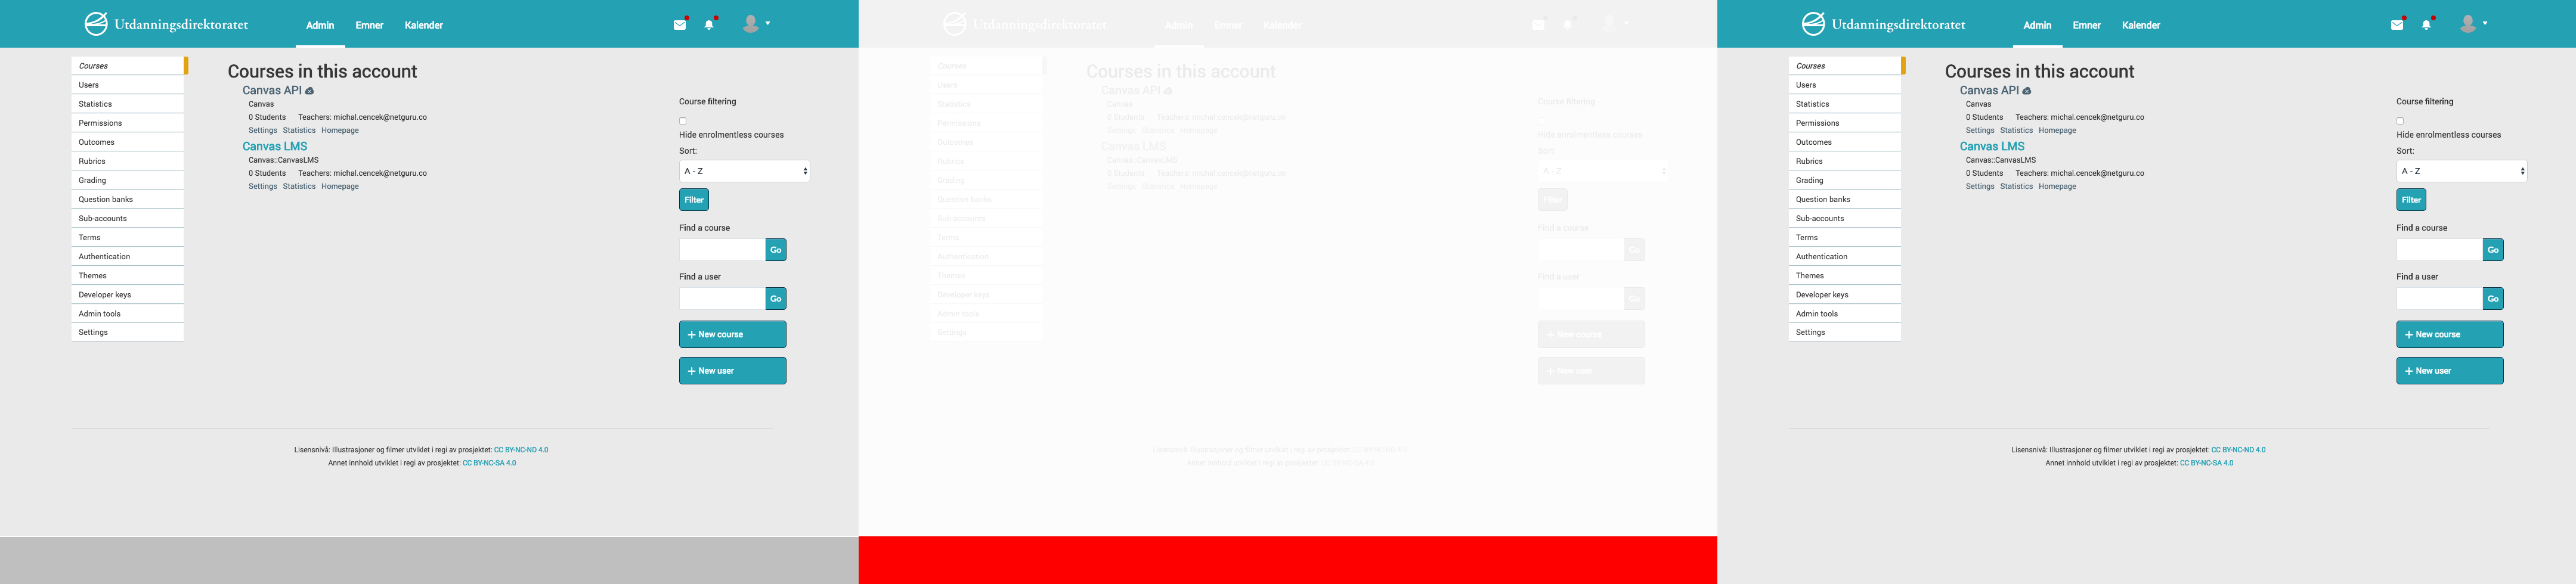 Utdanningsdirektoratet
Admin Emner Kalender
Courses
Users
Statistics
Permissions
Outcomes
Rubrics
Grading
Question banks
Sub-accounts
Terms
Authentication
Themes
Developer keys
Admin tools
Settings
Courses in this account
Canvas API
Canvas
0 Students Teachers: michal.cencek@netguru.co
Settings Statistics Homepage
Canvas LMS
Canvas::CanvasLMS
0 Students Teachers: michal.cencek@netguru.co
Settings Statistics Homepage
Course filtering
Hide enrolmentless courses
Sort:
A - Z
Filter
Find a course
Go
Find a user
Go
+ New course
+ New user
Lisensnivå: Illustrasjoner og filmer utviklet i regi av prosjektet: CC BY-NC-ND 4.0
Annet innhold utviklet i regi av prosjektet: CC BY-NC-SA 4.0
Utdanningsdirektoratet
Admin Emner Kalender
Courses
Users
Statistics
Permissions
Outcomes
Rubrics
Grading
Question banks
Sub-accounts
Terms
Authentication
Themes
Developer keys
Admin tools
Settings
Courses in this account
Canvas API
Canvas
0 Students Teachers: michal.cencek@netguru.co
Settings Statistics Homepage
Canvas LMS
Canvas::CanvasLMS
0 Students Teachers: michal.cencek@netguru.co
Settings Statistics Homepage
Course filtering
Hide enrolmentless courses
Sort:
A - Z
Filter
Find a course
Go
Find a user
Go
+ New course
+ New user
Lisensnivå: Illustrasjoner og filmer utviklet i regi av prosjektet: CC BY-NC-ND 4.0
Annet innhold utviklet i regi av prosjektet: CC BY-NC-SA 4.0
Utdanningsdirektoratet
Admin Emner Kalender
Courses
Users
Statistics
Permissions
Outcomes
Rubrics
Grading
Question banks
Sub-accounts
Terms
Authentication
Themes
Developer keys
Admin tools
Settings
Courses in this account
Canvas API
Canvas
0 Students Teachers: michal.cencek@netguru.co
Settings Statistics Homepage
Canvas LMS
Canvas::CanvasLMS
0 Students Teachers: michal.cencek@netguru.co
Settings Statistics Homepage
Course filtering
Hide enrolmentless courses
Sort:
A - Z
Filter
Find a course
Go
Find a user
Go
+ New course
+ New user
Lisensnivå: Illustrasjoner og filmer utviklet i regi av prosjektet: CC BY-NC-ND 4.0
Annet innhold utviklet i regi av prosjektet: CC BY-NC-SA 4.0